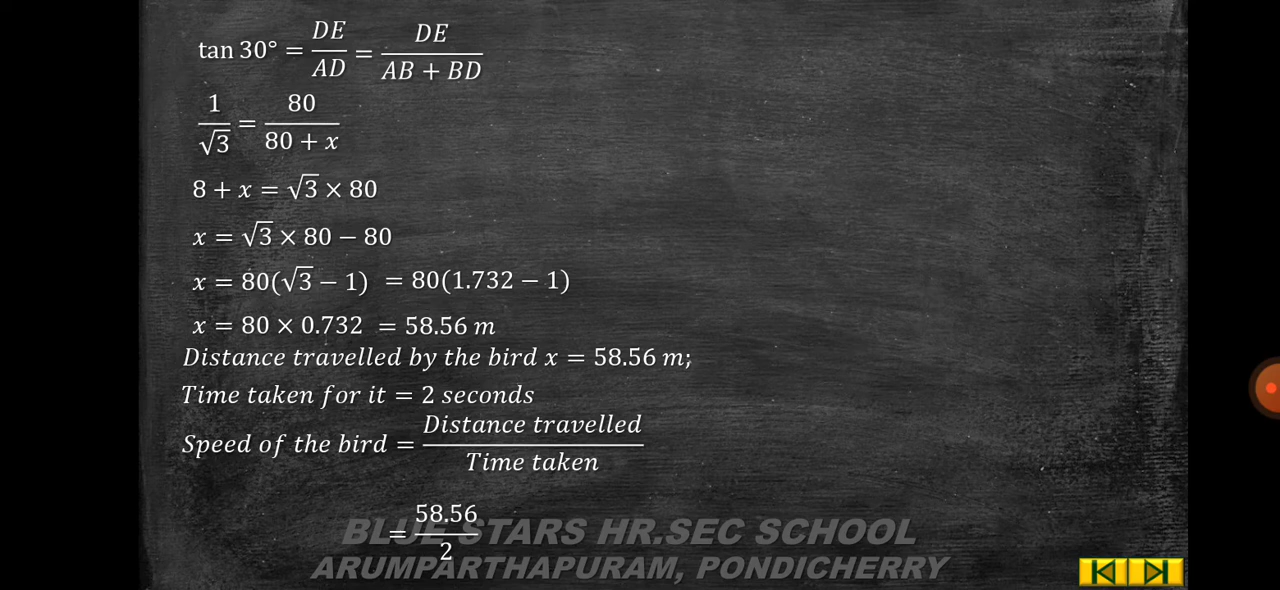 tan 30° = DE/AD = DE/(AB + BD)
1/√3 = 80/(80 + x)
8 + x = √3 × 80
x = √3 × 80 − 80
x = 80(√3 − 1) = 80(1.732 − 1)
x = 80 × 0.732 = 58.56 m
Distance travelled by the bird x = 58.56 m;
Time taken for it = 2 seconds
Speed of the bird = Distance travelled/Time taken
= 58.56/2
BLUE STARS HR.SEC SCHOOL
ARUMPARTHAPURAM, PONDICHERRY